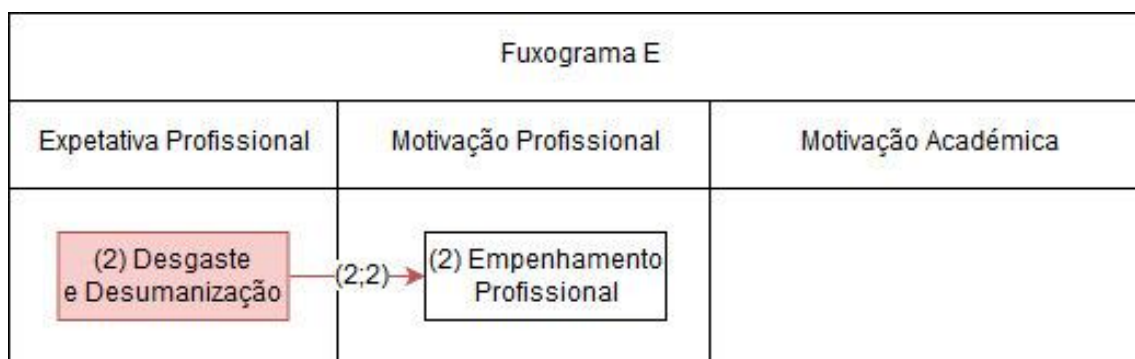 Fuxograma E
Expetativa Profissional
Motivação Profissional
Motivação Académica
(2) Desgaste
e Desumanização
(2;2)
(2) Empenhamento
Profissional